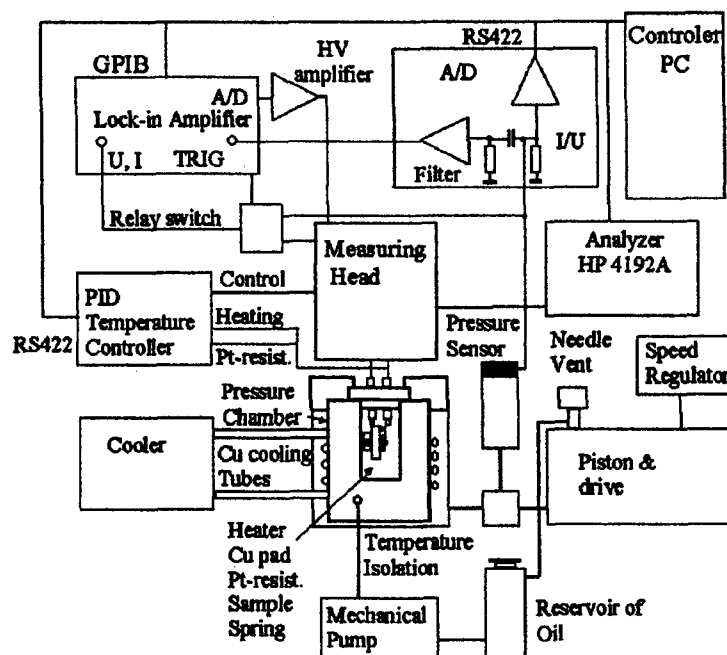 RS422
Controler
PC
HV
amplifier
GPIB
A/D
A/D
Lock-in Amplifier
U, I
TRIG
Filter
I/U
Relay switch
Measuring
Head
Analyzer
HP 4192A
Control
PID
Temperature
Controller
Heating
RS422
Pt-resist.
Pressure
Sensor
Needle
Vent
Speed
Regulator
Pressure
Chamber
Cooler
Cu cooling
Tubes
Piston &
drive
Heater
Cu pad
Pt-resist.
Sample
Spring
Temperature
Isolation
Mechanical
Pump
Reservoir of
Oil